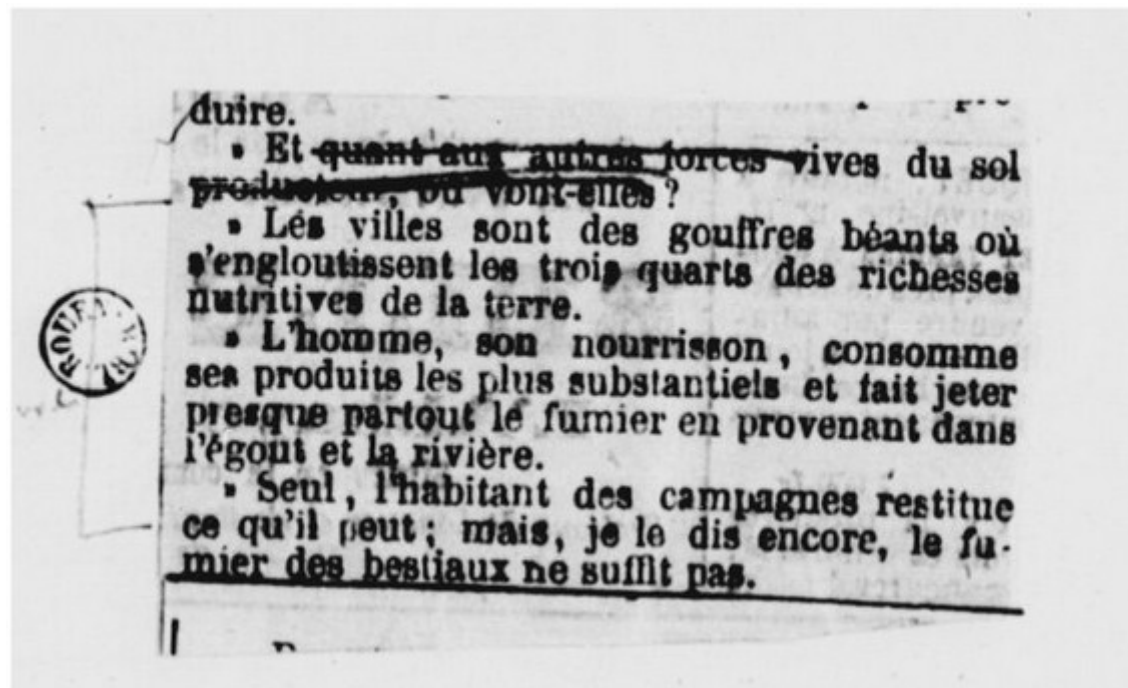 duire.
» Et quant aux autres forces vives du sol
producteur, où vont-elles ?
» Les villes sont des gouffres béants où
s'engloutissent les trois quarts des richesses
nutritives de la terre.
» L'homme, son nourrisson, consomme
ses produits les plus substantiels et fait jeter
presque partout le fumier en provenant dans
l'égout et la rivière.
» Seul, l'habitant des campagnes restitue
ce qu'il peut ; mais, je le dis encore, le fu-
mier des bestiaux ne suffit pas.
ROUEN